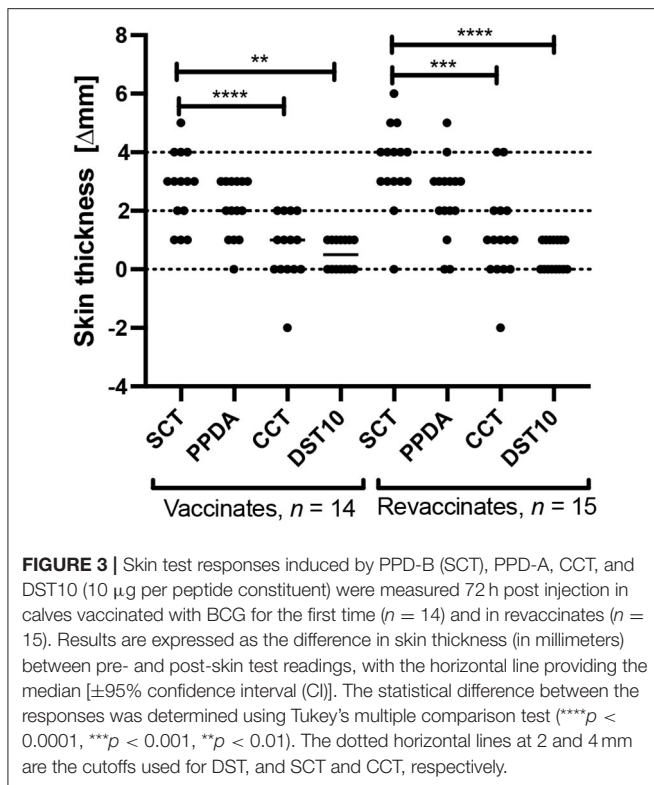 8
6
4
2
0
-2
-4
Skin thickness [Δmm]
**
****
****
***
SCT
PPDA
CCT
DST10
SCT
PPDA
CCT
DST10
Vaccinates, n = 14
Revaccinates, n = 15
FIGURE 3 | Skin test responses induced by PPD-B (SCT), PPD-A, CCT, and
DST10 (10 μg per peptide constituent) were measured 72 h post injection in
calves vaccinated with BCG for the first time (n = 14) and in revaccinates (n =
15). Results are expressed as the difference in skin thickness (in millimeters)
between pre- and post-skin test readings, with the horizontal line providing the
median [±95% confidence interval (CI)]. The statistical difference between the
responses was determined using Tukey's multiple comparison test (****p <
0.0001, ***p < 0.001, **p < 0.01). The dotted horizontal lines at 2 and 4 mm
are the cutoffs used for DST, and SCT and CCT, respectively.